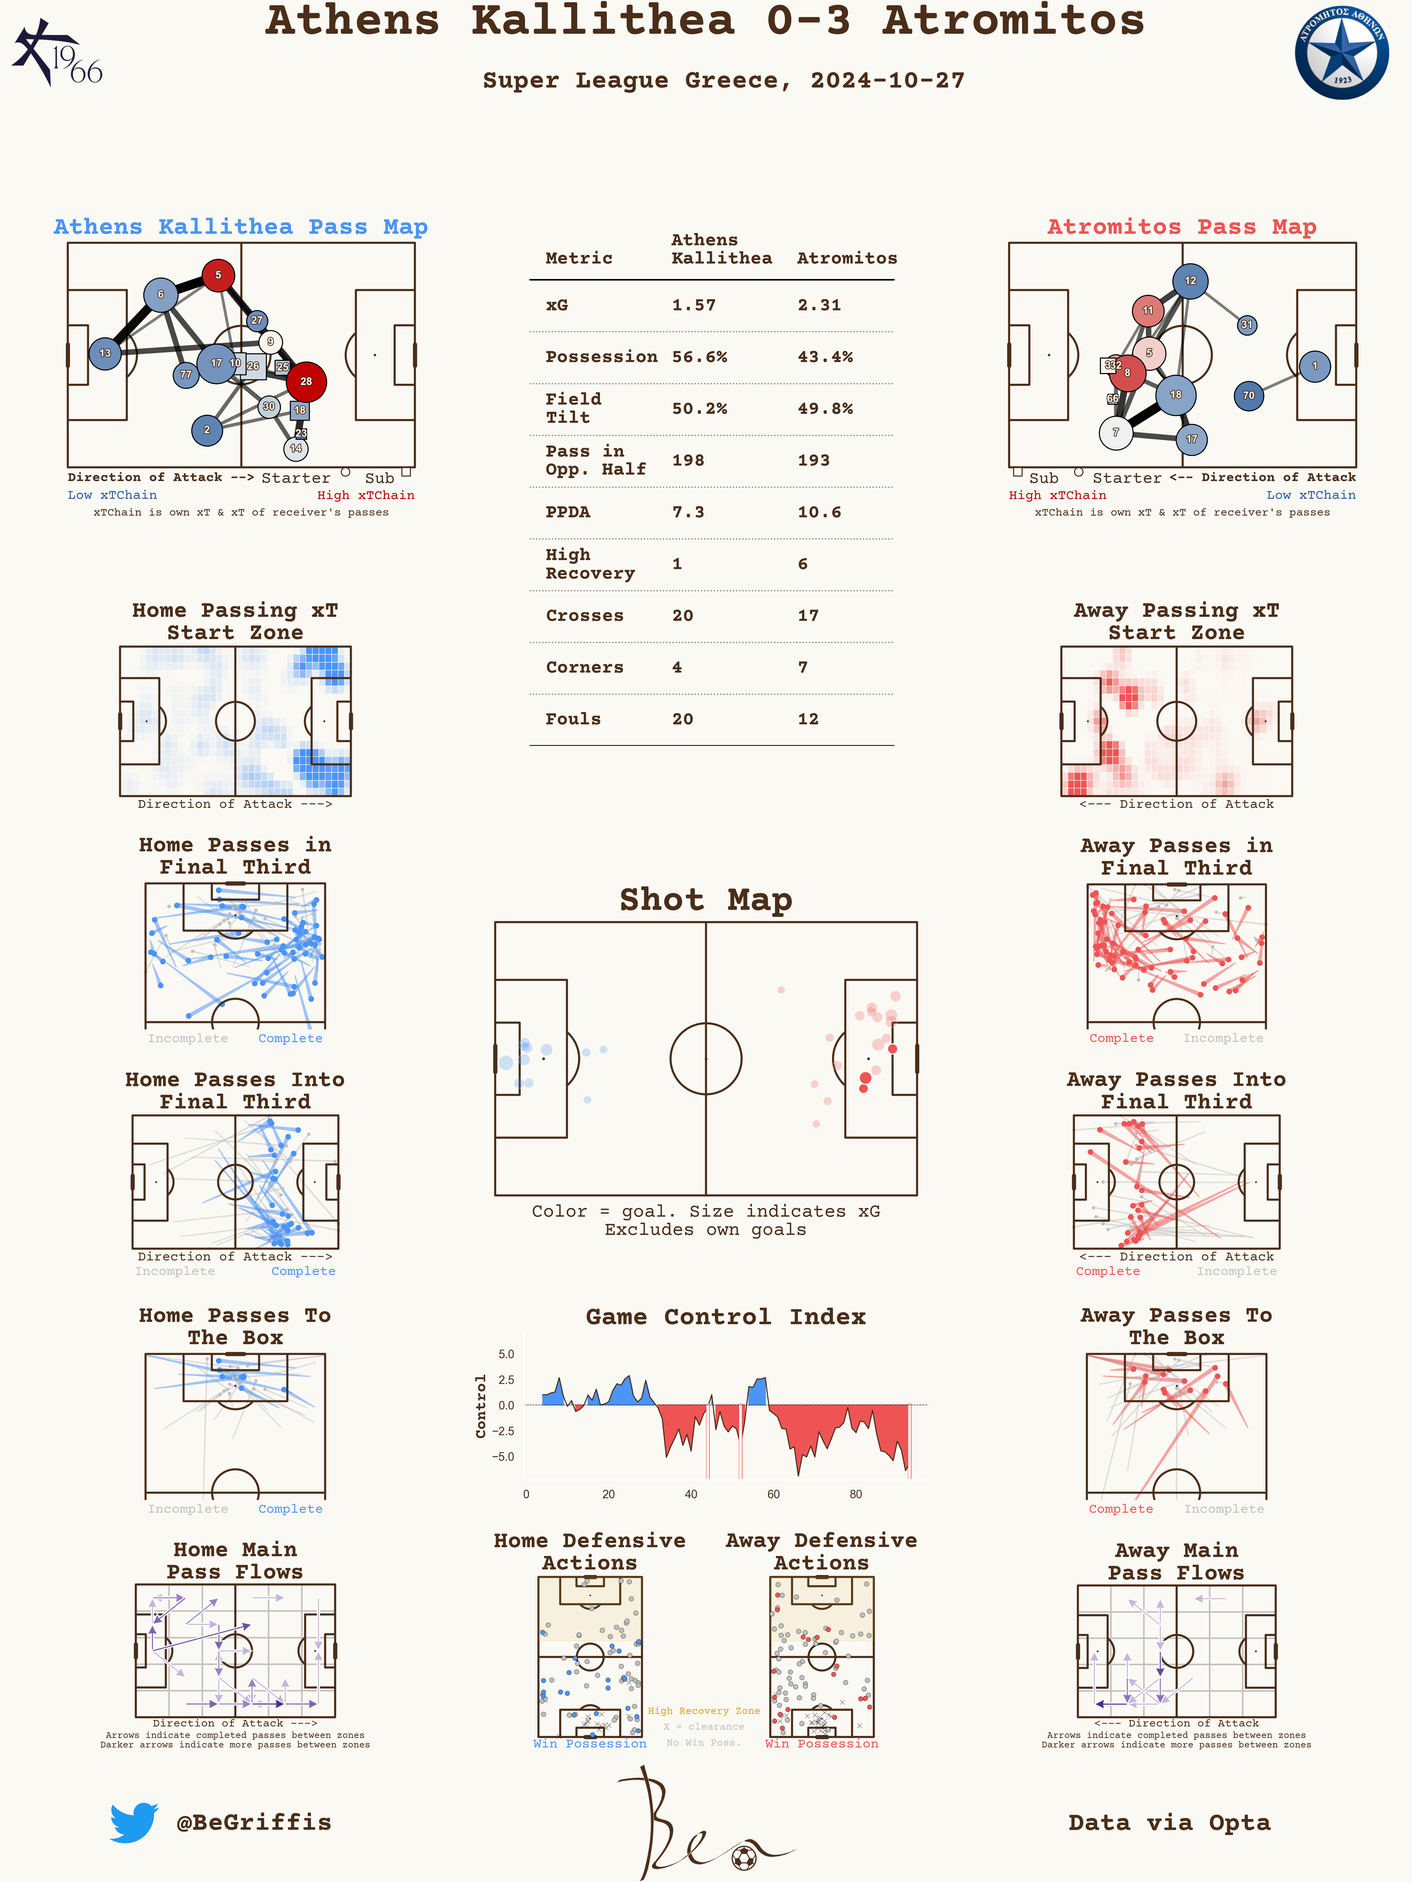 Athens Kallithea 0-3 Atromitos
Super League Greece, 2024-10-27
1966
ΑΤΡΟΜΗΤΟΣ ΑΘΗΝΩΝ
1923
Athens Kallithea Pass Map
5
6
27
9
13
17
10
26
25
77
28
30
18
2
23
14
Direction of Attack --> Starter Sub
Low xTChain High xTChain
xTChain is own xT & xT of receiver's passes
Metric Athens Kallithea Atromitos
xG 1.57 2.31
Possession 56.6% 43.4%
Field Tilt 50.2% 49.8%
Pass in Opp. Half 198 193
PPDA 7.3 10.6
High Recovery 1 6
Crosses 20 17
Corners 4 7
Fouls 20 12
Atromitos Pass Map
12
11
31
5
8
1
66
18
70
7
17
Sub Starter <-- Direction of Attack
High xTChain Low xTChain
xTChain is own xT & xT of receiver's passes
Home Passing xT
Start Zone
Direction of Attack --->
Away Passing xT
Start Zone
<--- Direction of Attack
Home Passes in
Final Third
Incomplete Complete
Away Passes in
Final Third
Complete Incomplete
Shot Map
Color = goal. Size indicates xG
Excludes own goals
Home Passes Into
Final Third
Direction of Attack --->
Incomplete Complete
Away Passes Into
Final Third
<--- Direction of Attack
Complete Incomplete
Home Passes To
The Box
Incomplete Complete
Game Control Index
Control
5.0
2.5
0.0
−2.5
−5.0
0 20 40 60 80
Away Passes To
The Box
Complete Incomplete
Home Main
Pass Flows
Direction of Attack --->
Arrows indicate completed passes between zones
Darker arrows indicate more passes between zones
Home Defensive
Actions
Win Possession
High Recovery Zone
X = clearance
No Win Poss.
Away Defensive
Actions
Win Possession
Away Main
Pass Flows
<--- Direction of Attack
Arrows indicate completed passes between zones
Darker arrows indicate more passes between zones
@BeGriffis
Ben
Data via Opta